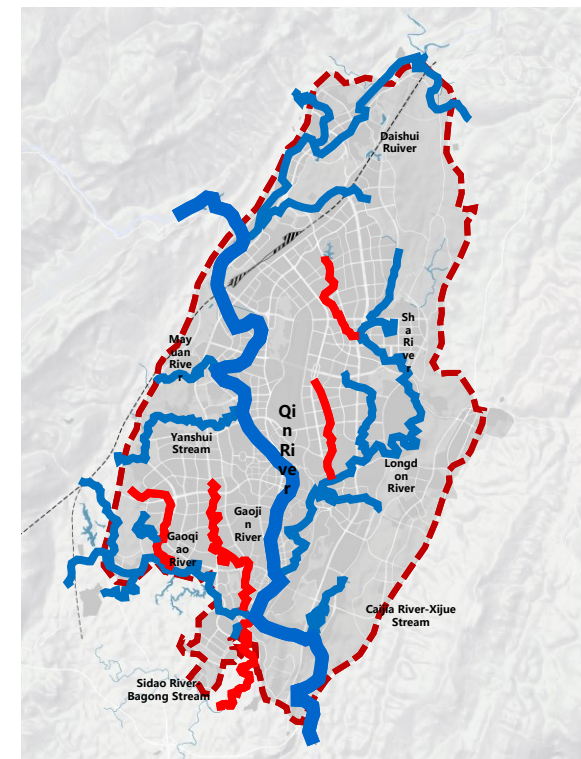 Daishui
Ruiver
Sh
a
Ri
ve
r
May
uan
Rive
r
Qi
n
Ri
ve
r
Yanshui
Stream
Longd
on
River
Gaoji
n
River
Gaoqi
ao
River
Caijia River-Xijue
Stream
Sidao River-
Bagong Stream